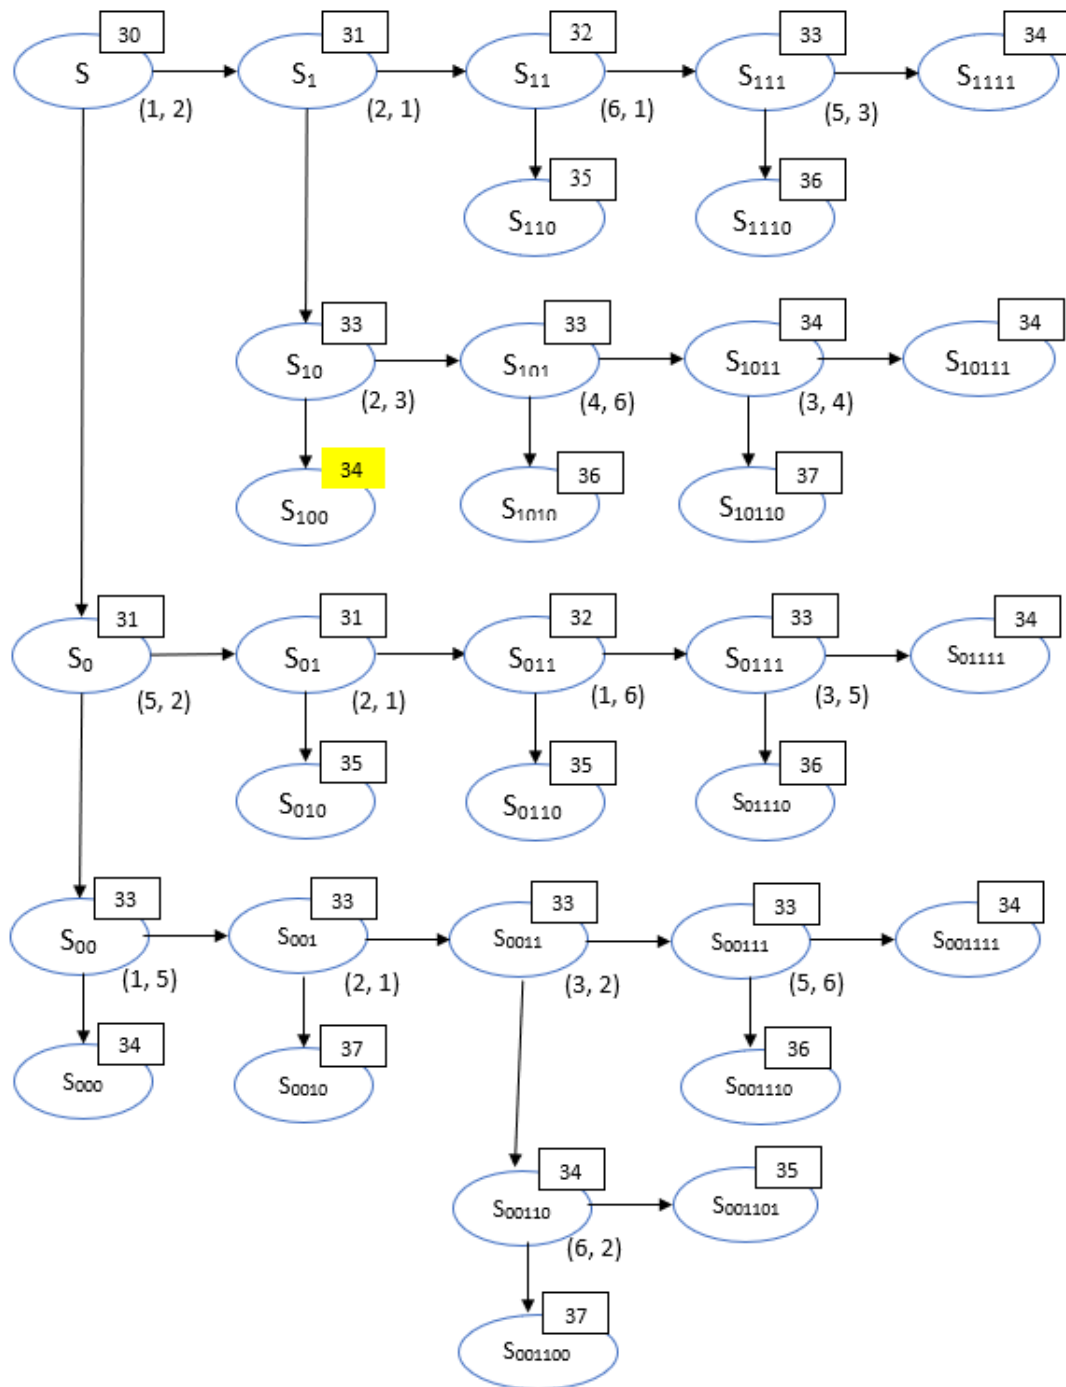 30 31 32 33 34
S S₁ S₁₁ S₁₁₁ S₁₁₁₁
(1, 2) (2, 1) (6, 1) (5, 3)
35 36
S₁₁₀ S₁₁₁₀
33 33 34 34
S₁₀ S₁₀₁ S₁₀₁₁ S₁₀₁₁₁
(2, 3) (4, 6) (3, 4)
34 36 37
S₁₀₀ S₁₀₁₀ S₁₀₁₁₀
31 31 32 33 34
S₀ S₀₁ S₀₁₁ S₀₁₁₁ S₀₁₁₁₁
(5, 2) (2, 1) (1, 6) (3, 5)
35 35 36
S₀₁₀ S₀₁₁₀ S₀₁₁₁₀
33 33 33 33 34
S₀₀ S₀₀₁ S₀₀₁₁ S₀₀₁₁₁ S₀₀₁₁₁₁
(1, 5) (2, 1) (3, 2) (5, 6)
34 37 36
S₀₀₀ S₀₀₁₀ S₀₀₁₁₁₀
34 35
S₀₀₁₁₀ S₀₀₁₁₀₁
(6, 2)
37
S₀₀₁₁₀₀